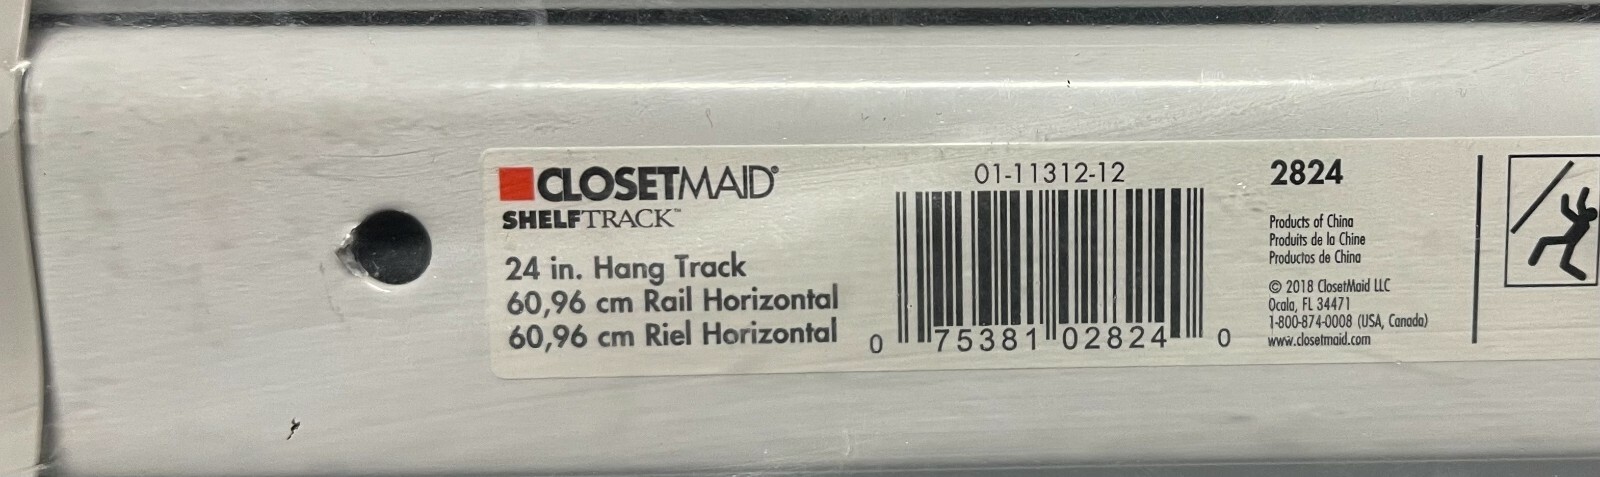 CLOSETMAID®
SHELFTRACK™
24 in. Hang Track
60,96 cm Rail Horizontal
60,96 cm Riel Horizontal
01-11312-12
0 75381 02824 0
2824
Products of China
Produits de la Chine
Productos de China
© 2018 ClosetMaid LLC
Ocala, FL 34471
1-800-874-0008 (USA, Canada)
www.closetmaid.com